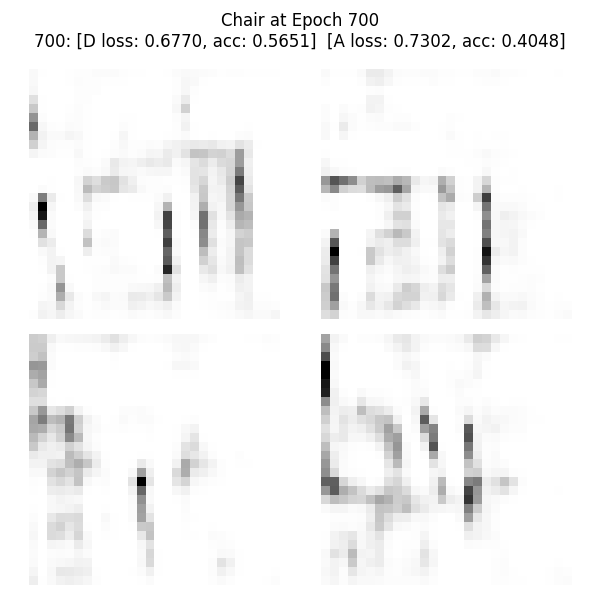 Chair at Epoch 700
700: [D loss: 0.6770, acc: 0.5651]  [A loss: 0.7302, acc: 0.4048]